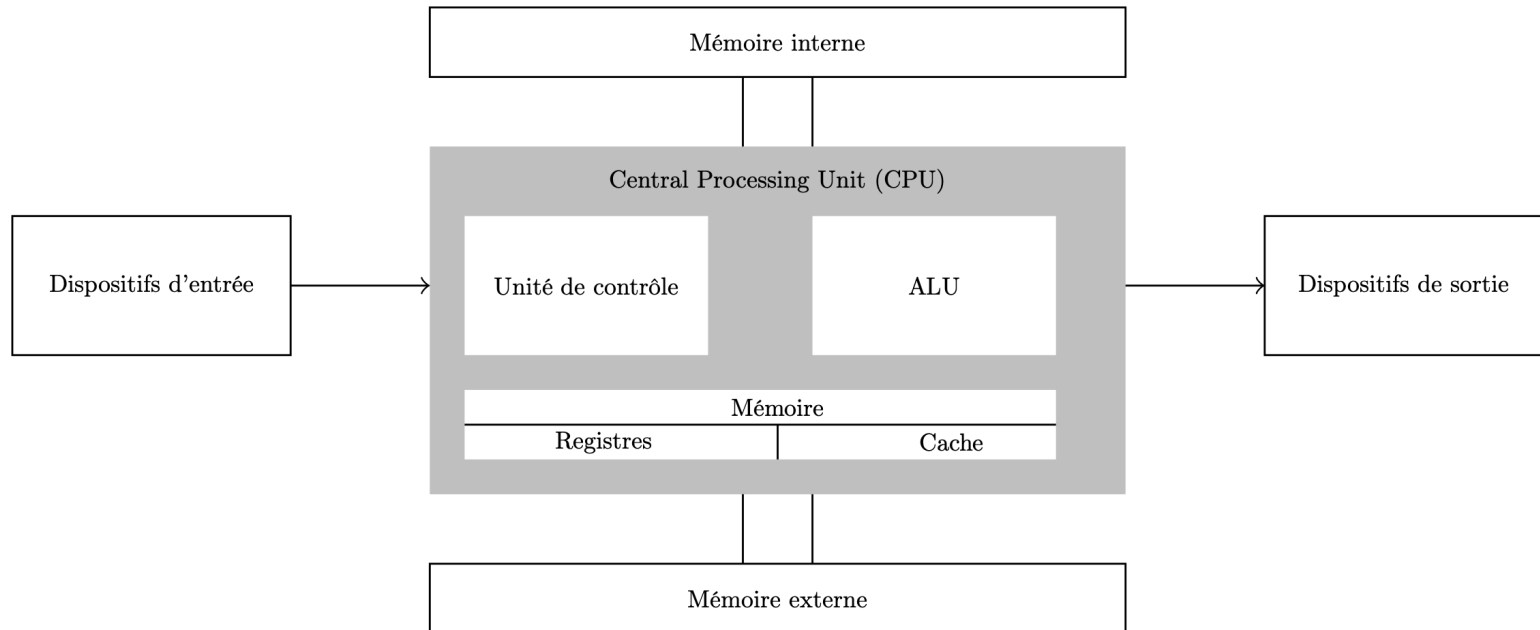 Mémoire interne
Central Processing Unit (CPU)
Dispositifs d'entrée
Unité de contrôle
ALU
Dispositifs de sortie
Mémoire
Registres
Cache
Mémoire externe